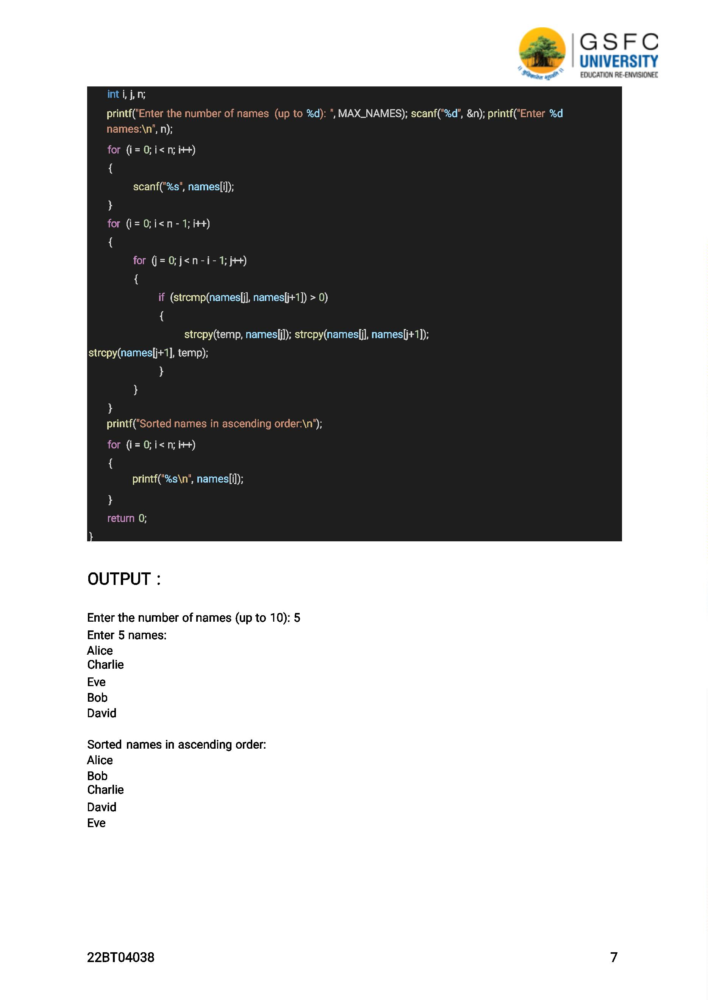 GSFC
UNIVERSITY
EDUCATION RE-ENVISIONED
int i, j, n;
printf("Enter the number of names (up to %d): ", MAX_NAMES); scanf("%d", &n); printf("Enter %d
names:\n", n);
for (i = 0; i < n; i++)
{
scanf("%s", names[i]);
}
for (i = 0; i < n - 1; i++)
{
for (j = 0; j < n - i - 1; j++)
{
if (strcmp(names[j], names[j+1]) > 0)
{
strcpy(temp, names[j]); strcpy(names[j], names[j+1]);
strcpy(names[j+1], temp);
}
}
}
printf("Sorted names in ascending order:\n");
for (i = 0; i < n; i++)
{
printf("%s\n", names[i]);
}
return 0;
}
OUTPUT :
Enter the number of names (up to 10): 5
Enter 5 names:
Alice
Charlie
Eve
Bob
David
Sorted names in ascending order:
Alice
Bob
Charlie
David
Eve
22BT04038 7